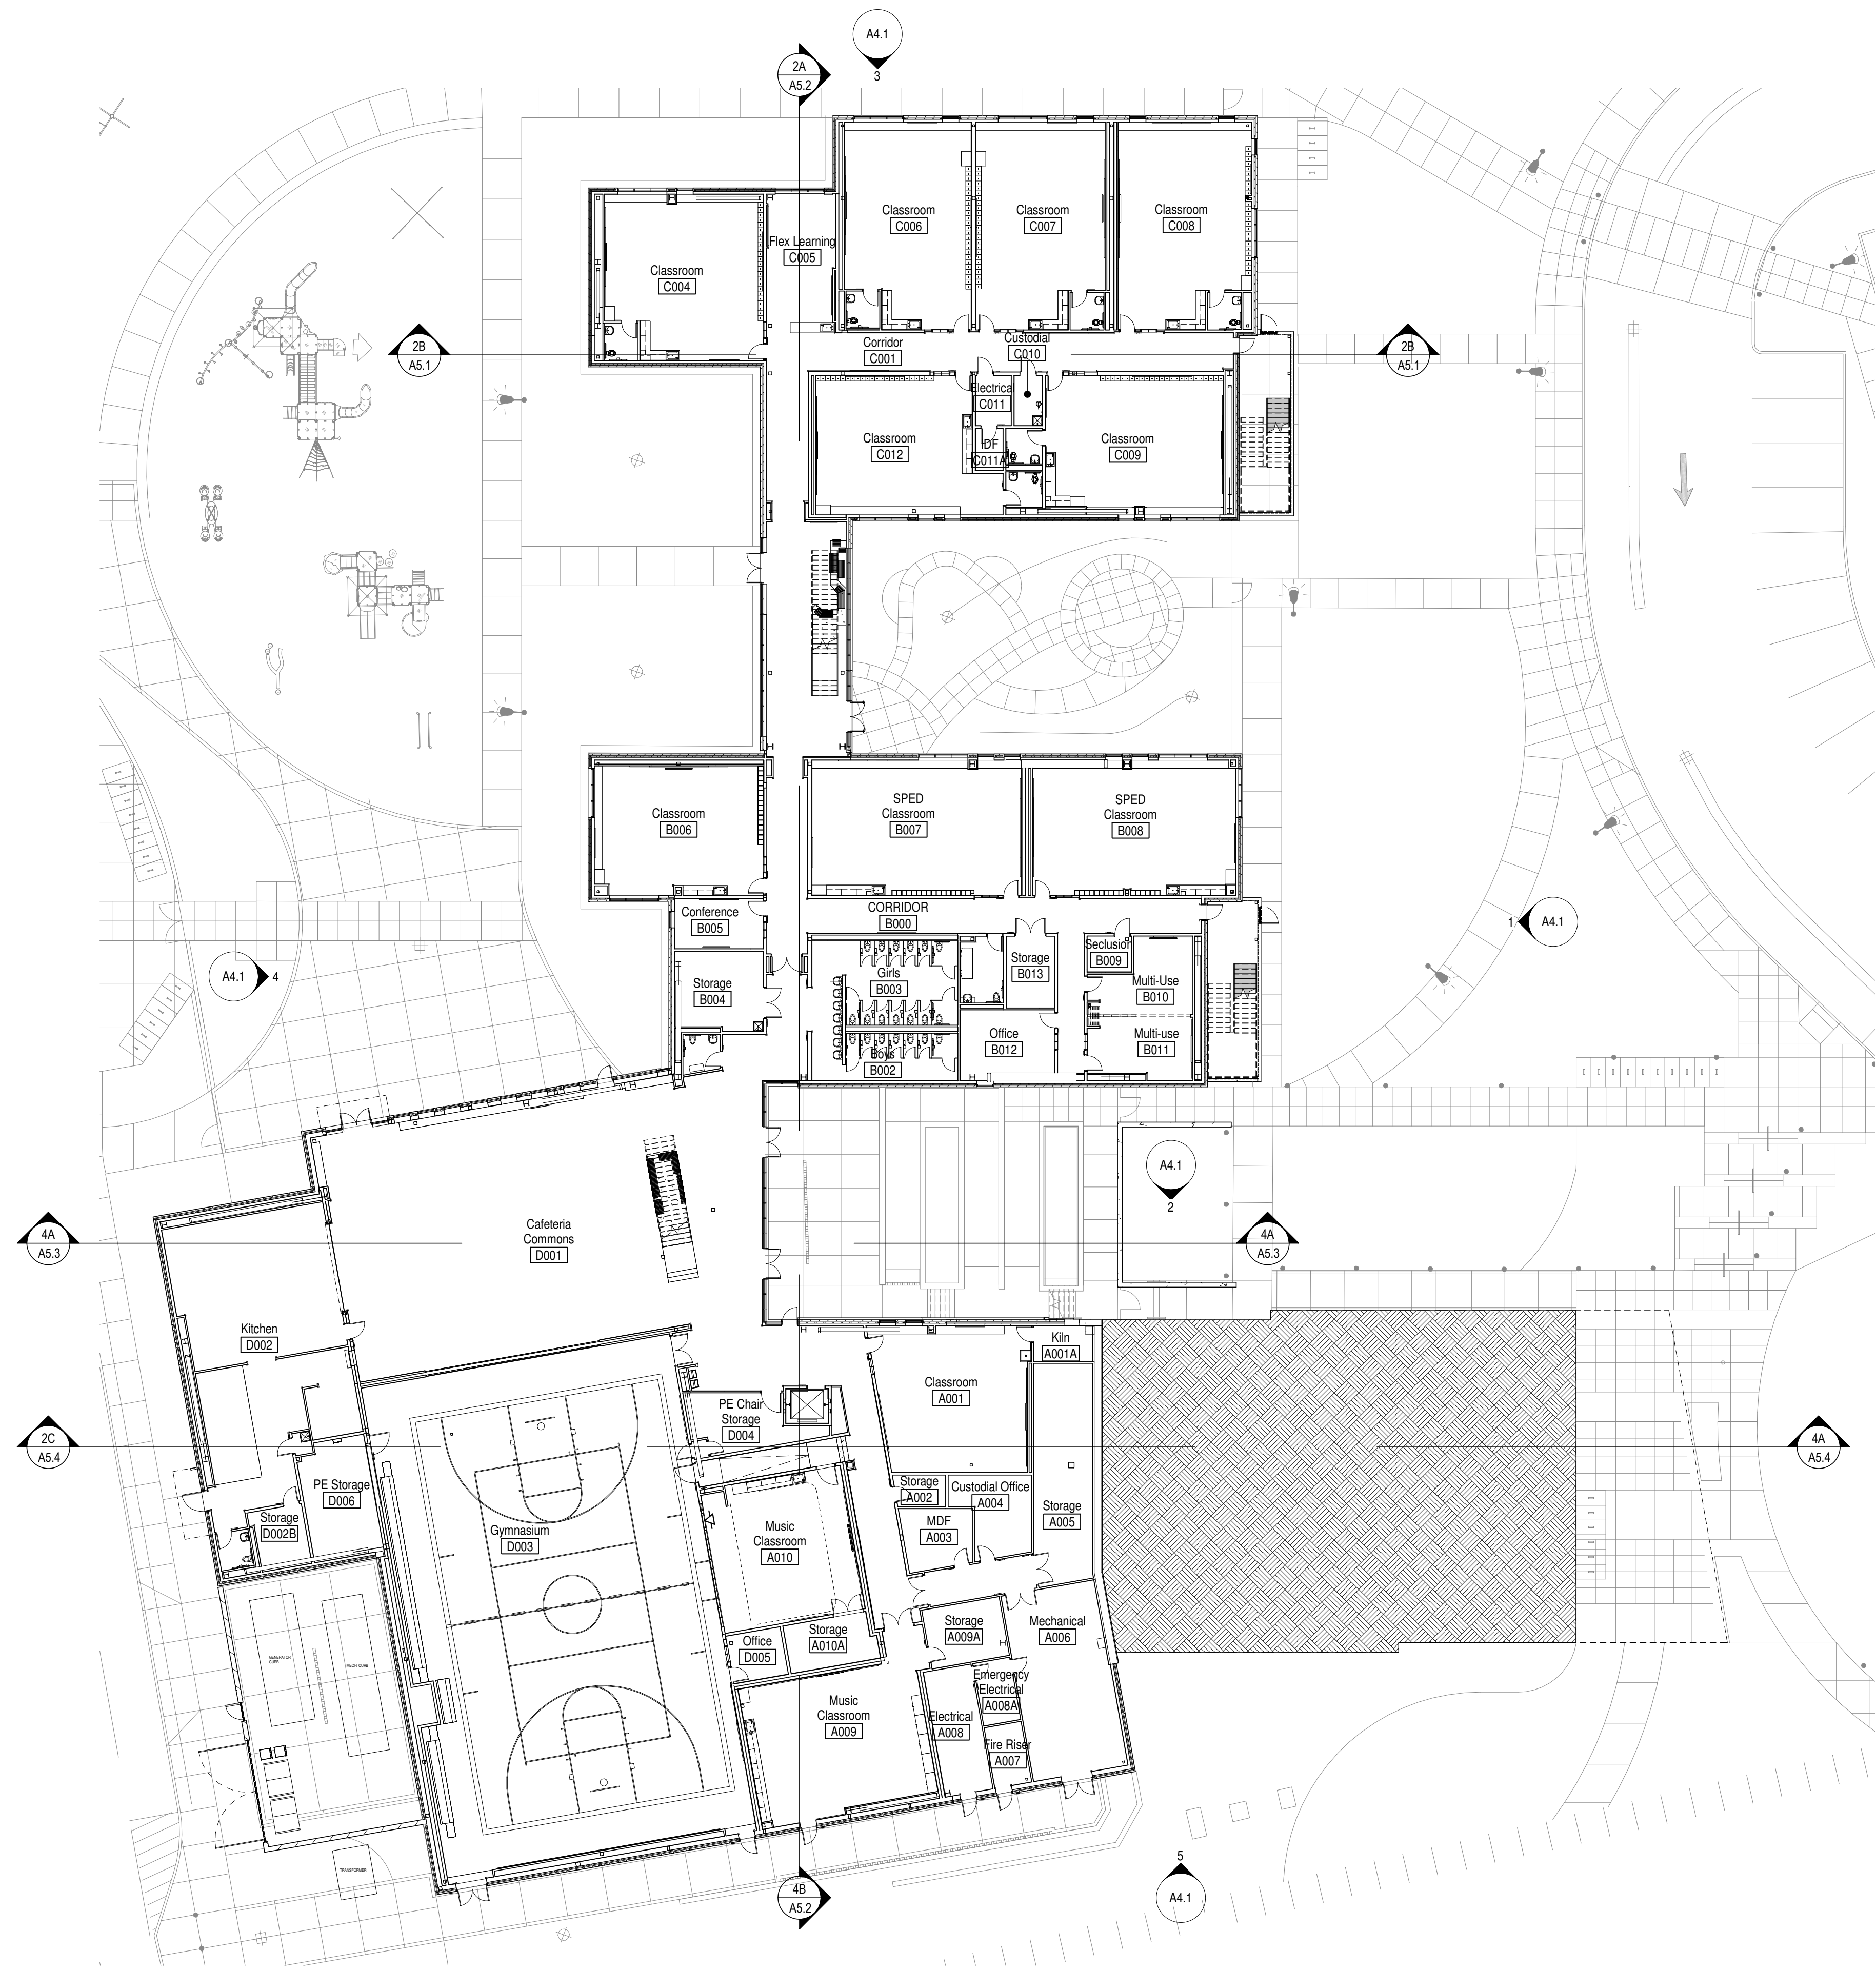 A4.1
3
2A
A5.2
Classroom
C006
Classroom
C007
Classroom
C008
Flex Learning
C005
Classroom
C004
2B
A5.1
Corridor
C001
Custodial
C010
2B
A5.1
Electrical
C011
Classroom
C012
IDF
C011A
Classroom
C009
Classroom
B006
SPED
Classroom
B007
SPED
Classroom
B008
Conference
B005
CORRIDOR
B000
1
A4.1
A4.1
4
Storage
B004
Girls
B003
Storage
B013
Seclusion
B009
Multi-Use
B010
Office
B012
Multi-use
B011
Boys
B002
A4.1
2
4A
A5.3
Cafeteria
Commons
D001
4A
A5.3
Kitchen
D002
Kiln
A001A
Classroom
A001
PE Chair
Storage
D004
2C
A5.4
4A
A5.4
PE Storage
D006
Storage
D002B
Gymnasium
D003
Music
Classroom
A010
Storage
A002
Custodial Office
A004
MDF
A003
Storage
A005
Office
D005
Storage
A010A
Storage
A009A
Mechanical
A006
GENERATOR
CURB
MECH. CURB
Music
Classroom
A009
Emergency
Electrical
A008A
Electrical
A008
Fire Riser
A007
TRANSFORMER
4B
A5.2
5
A4.1